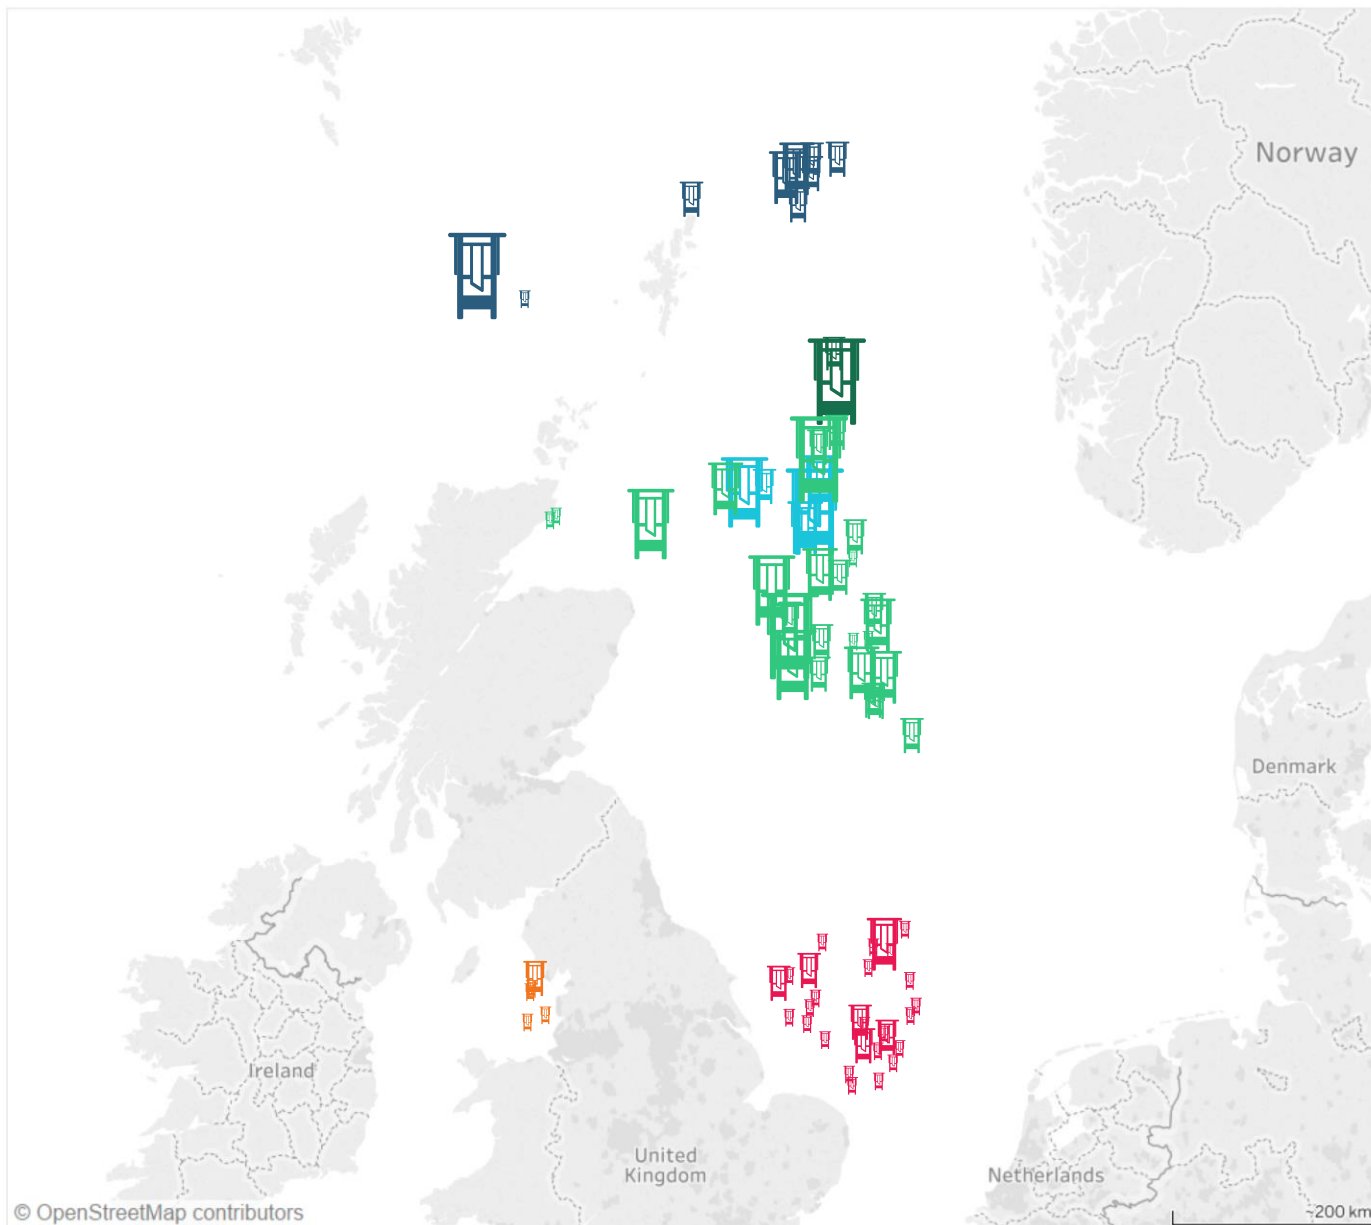 Norway
Denmark
Ireland
United
Kingdom
Netherlands
© OpenStreetMap contributors
~200 km